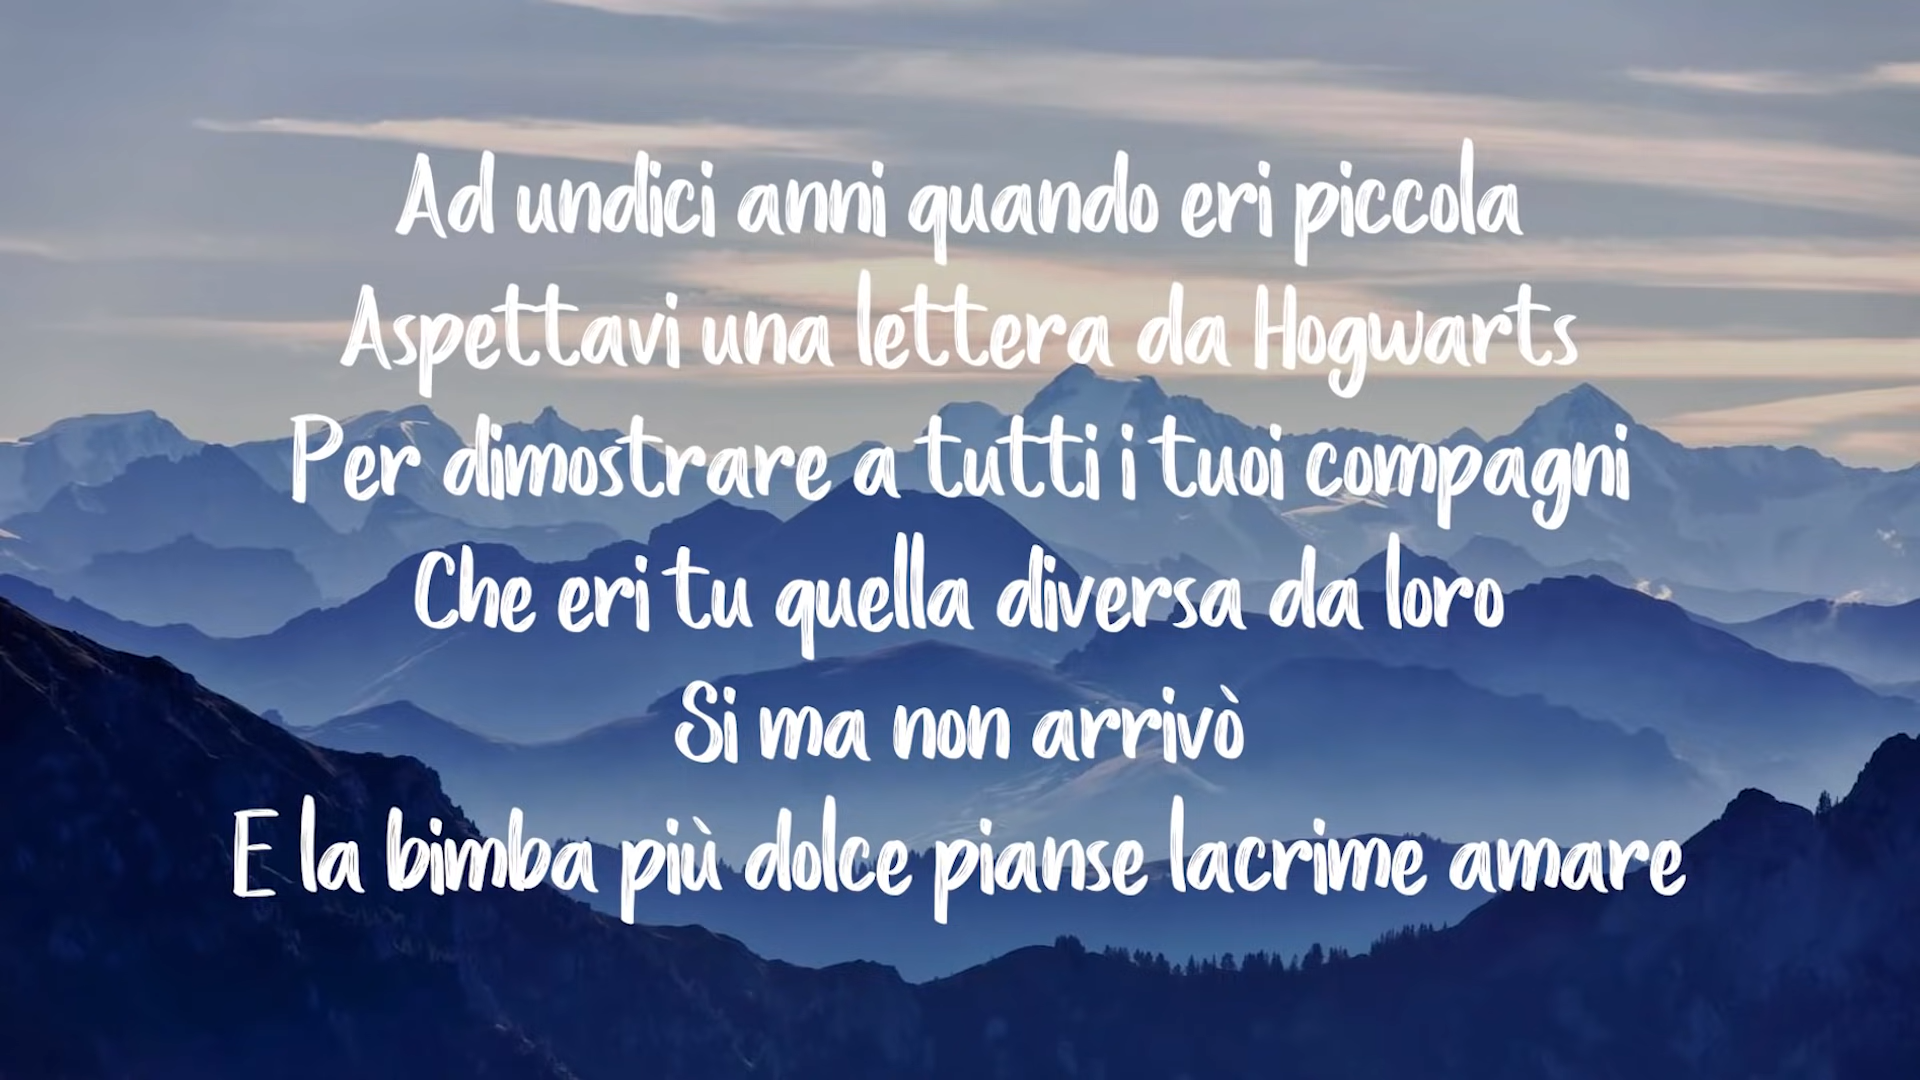 Ad undici anni quando eri piccola
Aspettavi una lettera da Hogwarts
Per dimostrare a tutti i tuoi compagni
Che eri tu quella diversa da loro
Si ma non arrivò
E la bimba più dolce pianse lacrime amare